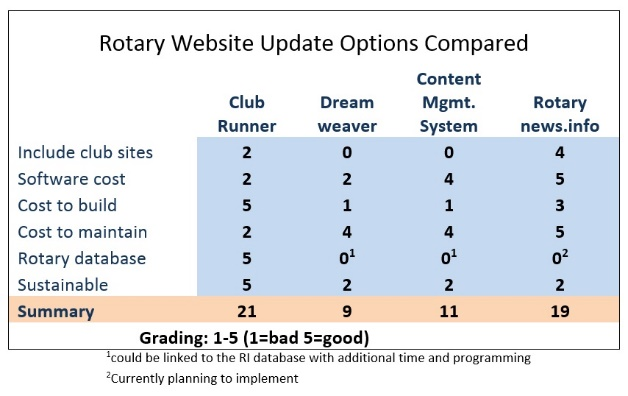 Rotary Website Update Options Compared
Club Runner Dream weaver Content Mgmt. System Rotary news.info
Include club sites 2 0 0 4
Software cost 2 2 4 5
Cost to build 5 1 1 3
Cost to maintain 2 4 4 5
Rotary database 5 0¹ 0¹ 0²
Sustainable 5 2 2 2
Summary 21 9 11 19
Grading: 1-5 (1=bad 5=good)
¹could be linked to the RI database with additional time and programming
²Currently planning to implement